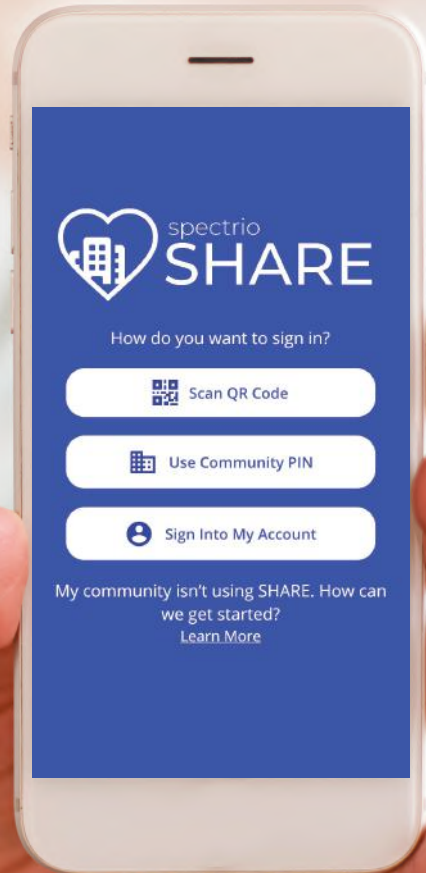 spectrio
SHARE
How do you want to sign in?
Scan QR Code
Use Community PIN
Sign Into My Account
My community isn't using SHARE. How can
we get started?
Learn More